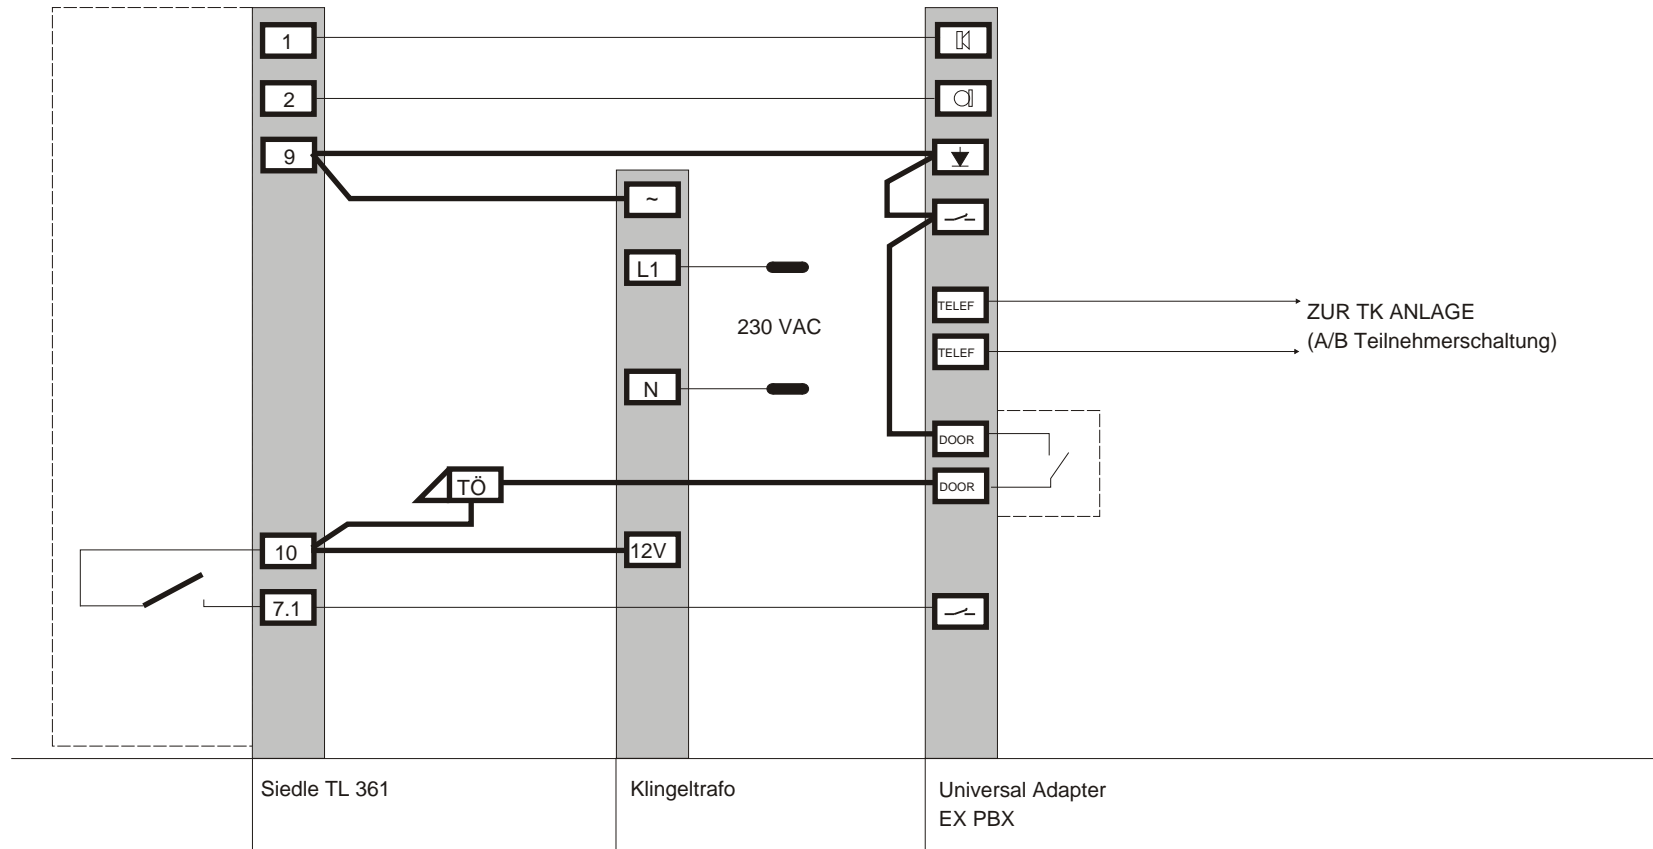 1
2
9
~
L1
230 VAC
N
TELEF
TELEF
ZUR TK ANLAGE
(A/B Teilnehmerschaltung)
DOOR
DOOR
TÖ
10
12V
7.1
Siedle TL 361
Klingeltrafo
Universal Adapter
EX PBX